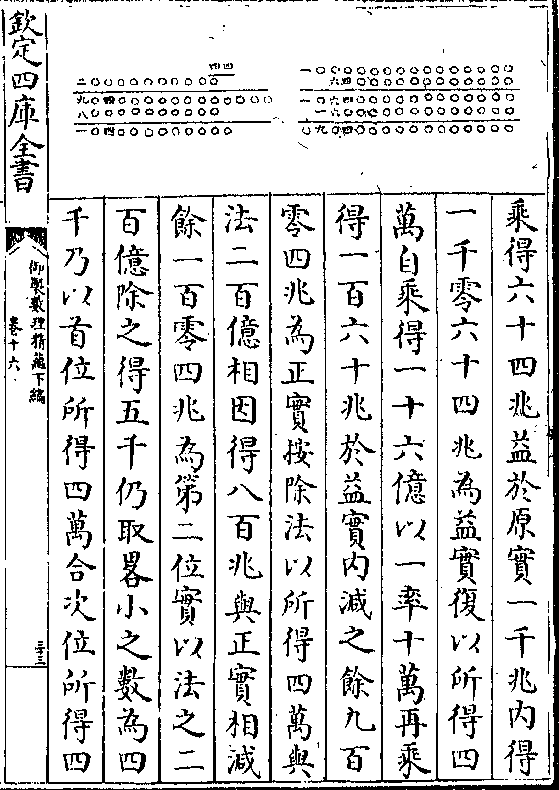 乘得六十四兆益於原實一千兆内得
一千零六十四兆為益實復以所得四
萬自乘得一十六億以一率十萬再乘
得一百六十兆於益實内減之餘九百
零四兆為正實按除法以所得四萬與
法二百億相因得八百兆與正實相減
餘一百零四兆為第二位實以法之二
百億除之得五千仍取畧小之數為四
千乃以首位所得四萬合次位所得四
欽定四庫全書
御製數理精藴下編
卷十六
二十三